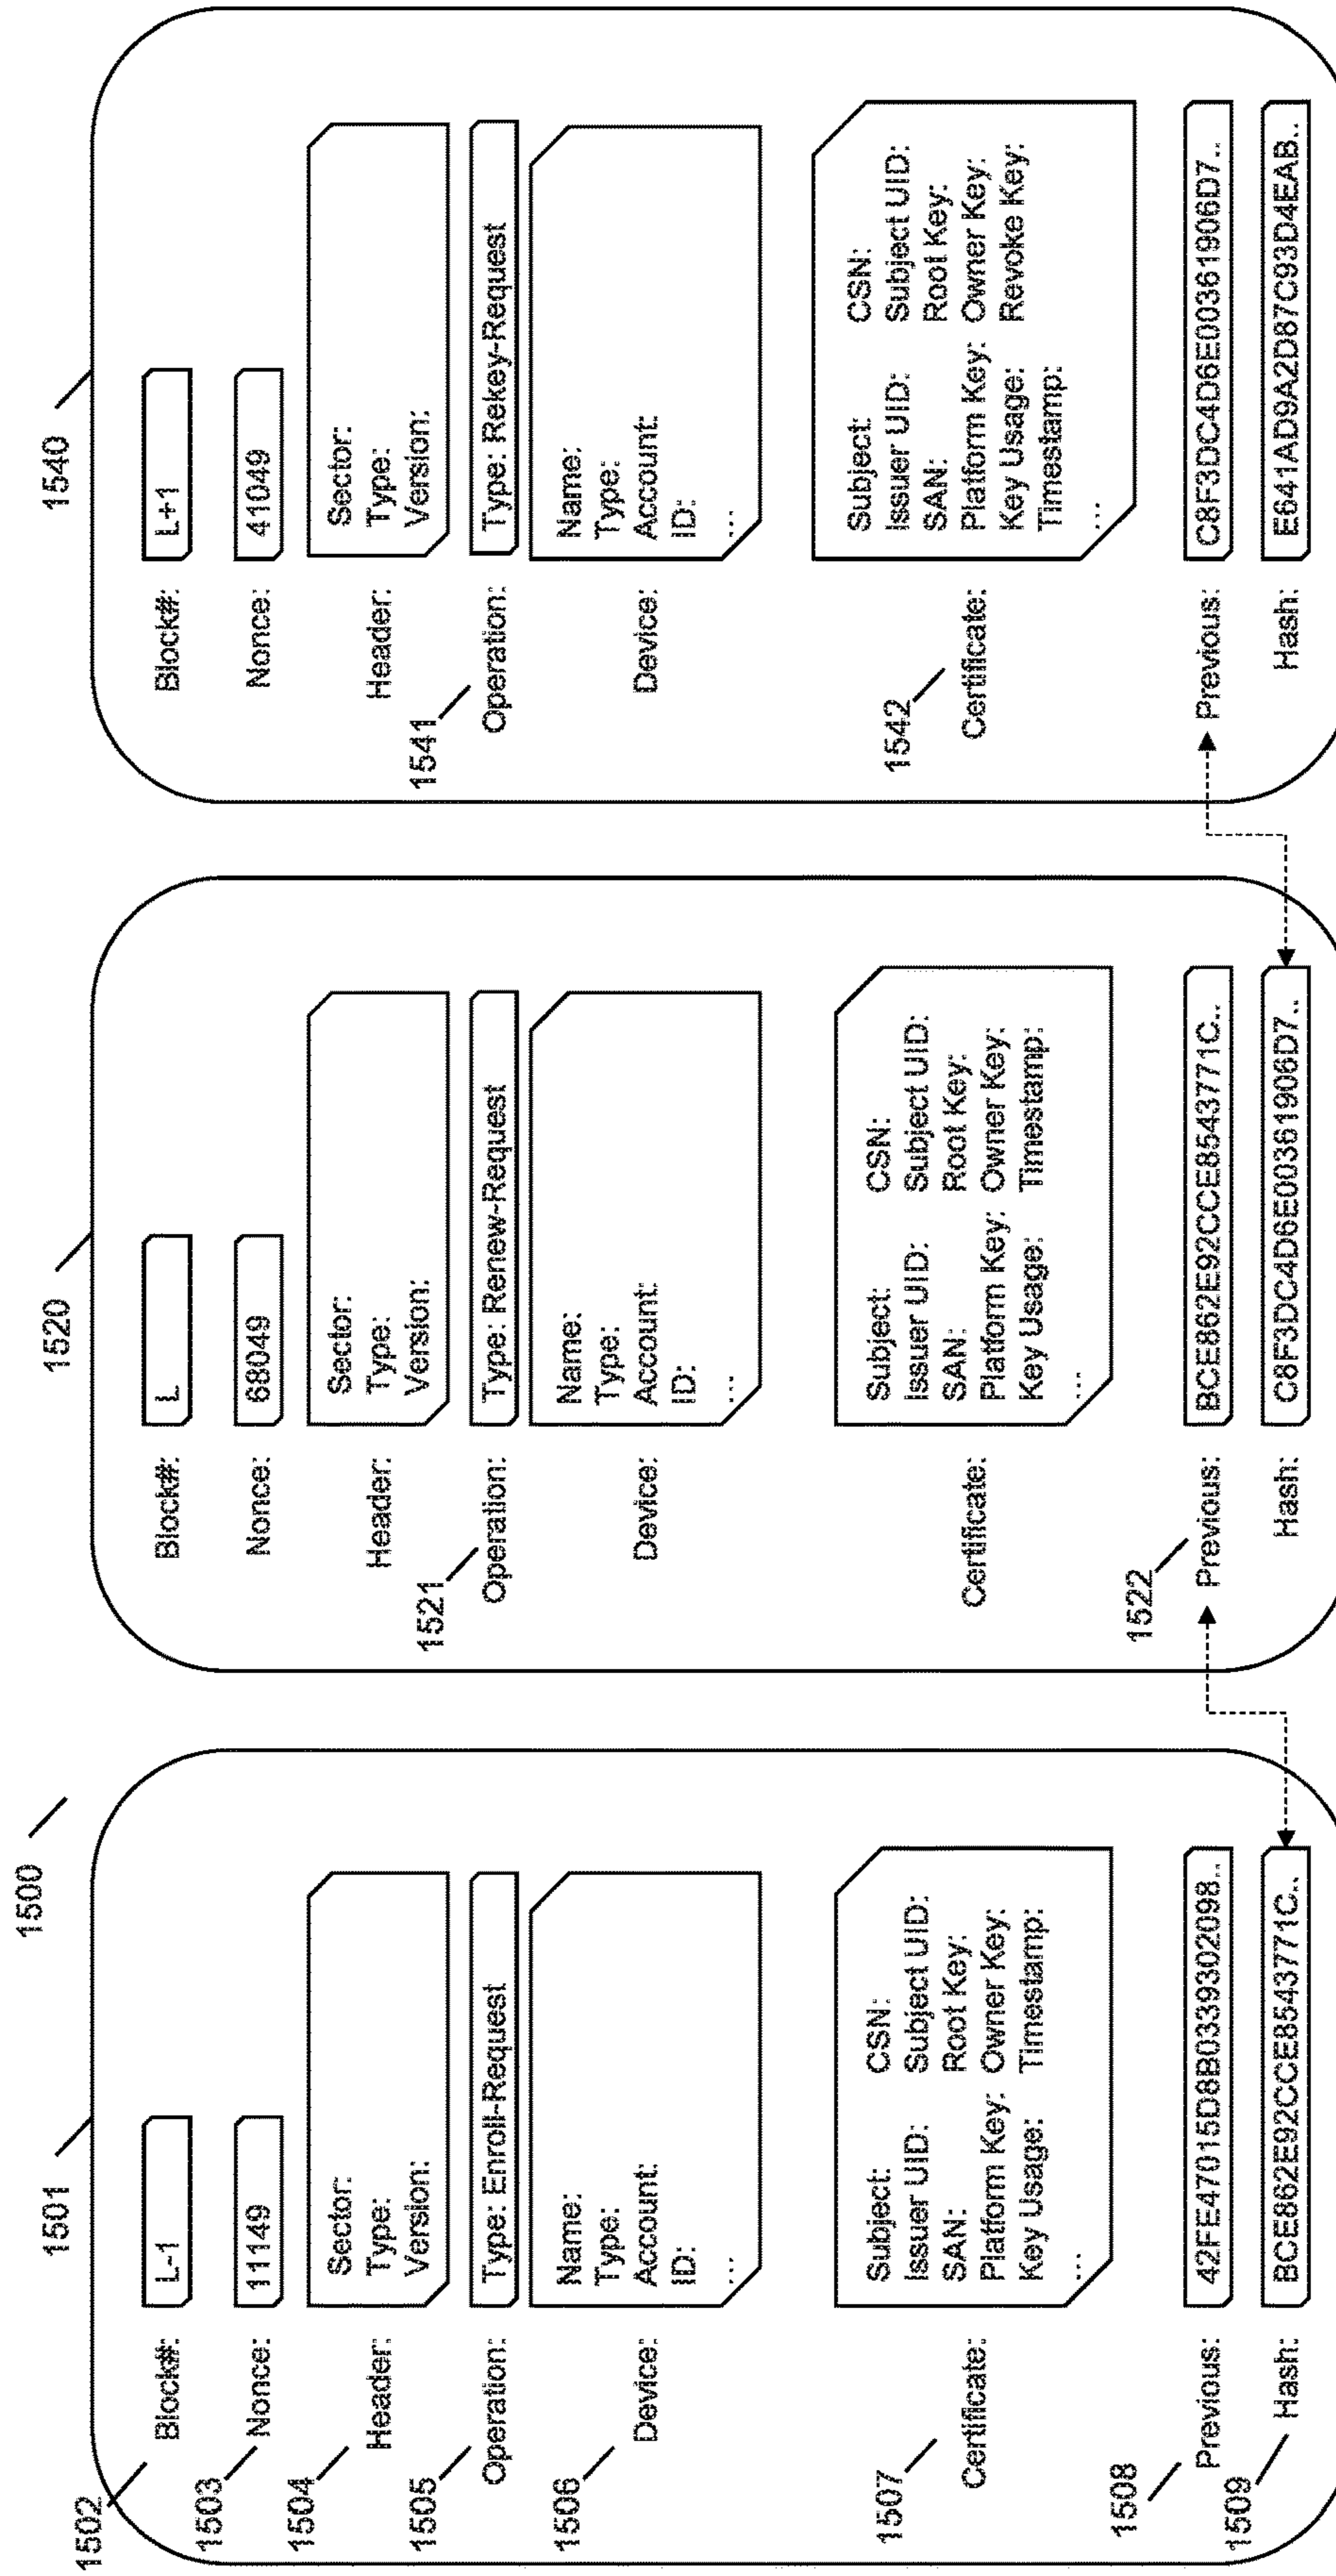 1500
1501
1502
Block#: L-1
1503
Nonce: 11149
1504
Header: Sector:
Type:
Version:
1505
Operation: Type: Enroll-Request
1506
Device: Name:
Type:
Account:
ID:
...
1507
Certificate: Subject: CSN:
Issuer UID: Subject UID:
SAN: Root Key:
Platform Key: Owner Key:
Key Usage: Timestamp:
...
1508
Previous: 42FE47015D8B0339302098..
1509
Hash: BCE862E92CCE8543771C..
1520
Block#: L
Nonce: 68049
Header: Sector:
Type:
Version:
1521
Operation: Type: Renew-Request
Device: Name:
Type:
Account:
ID:
...
Certificate: Subject: CSN:
Issuer UID: Subject UID:
SAN: Root Key:
Platform Key: Owner Key:
Key Usage: Timestamp:
...
1522
Previous: BCE862E92CCE8543771C..
Hash: C8F3DC4D6E00361906D7..
1540
Block#: L+1
Nonce: 41049
Header: Sector:
Type:
Version:
1541
Operation: Type: Rekey-Request
Device: Name:
Type:
Account:
ID:
...
1542
Certificate: Subject: CSN:
Issuer UID: Subject UID:
SAN: Root Key:
Platform Key: Owner Key:
Key Usage: Revoke Key:
Timestamp:
...
Previous: C8F3DC4D6E00361906D7..
Hash: E641AD9A2D87C93D4EAB..